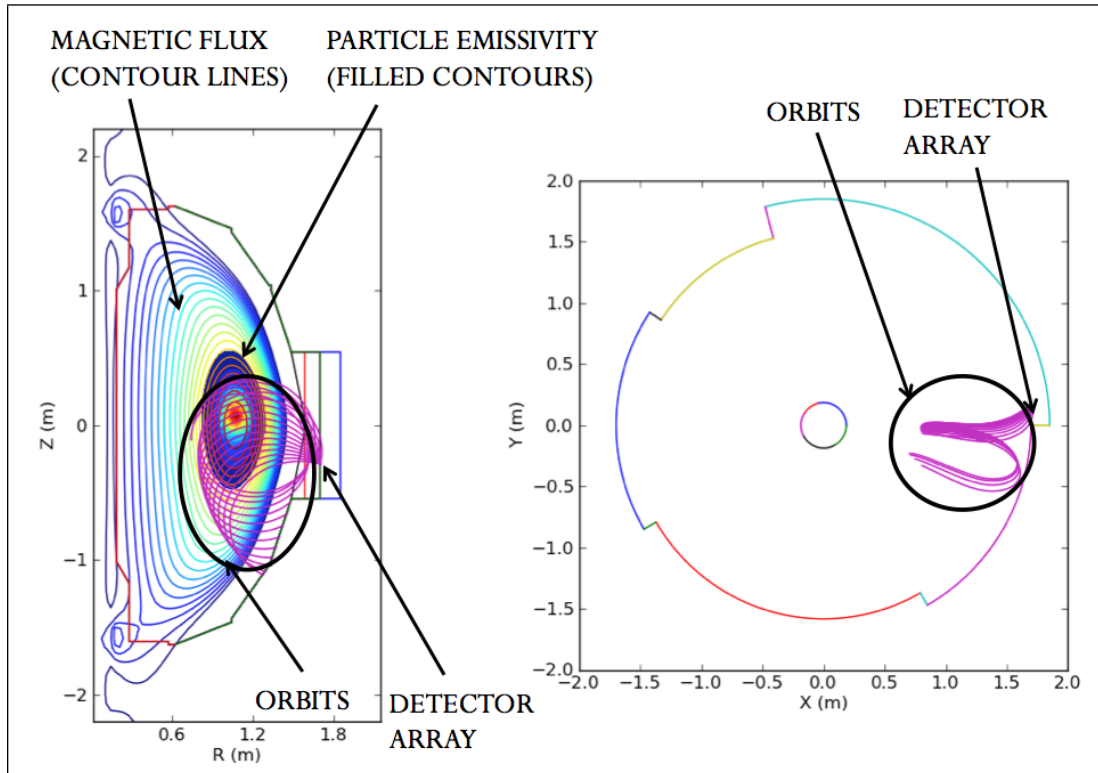 MAGNETIC FLUX
(CONTOUR LINES)
PARTICLE EMISSIVITY
(FILLED CONTOURS)
ORBITS
DETECTOR
ARRAY
2
1
0
−1
−2
Z (m)
0.6
1.2
1.8
R (m)
ORBITS
DETECTOR
ARRAY
2.0
1.5
1.0
0.5
0.0
−0.5
−1.0
−1.5
−2.0
Y (m)
−2.0
−1.5
−1.0
−0.5
0.0
0.5
1.0
1.5
2.0
X (m)